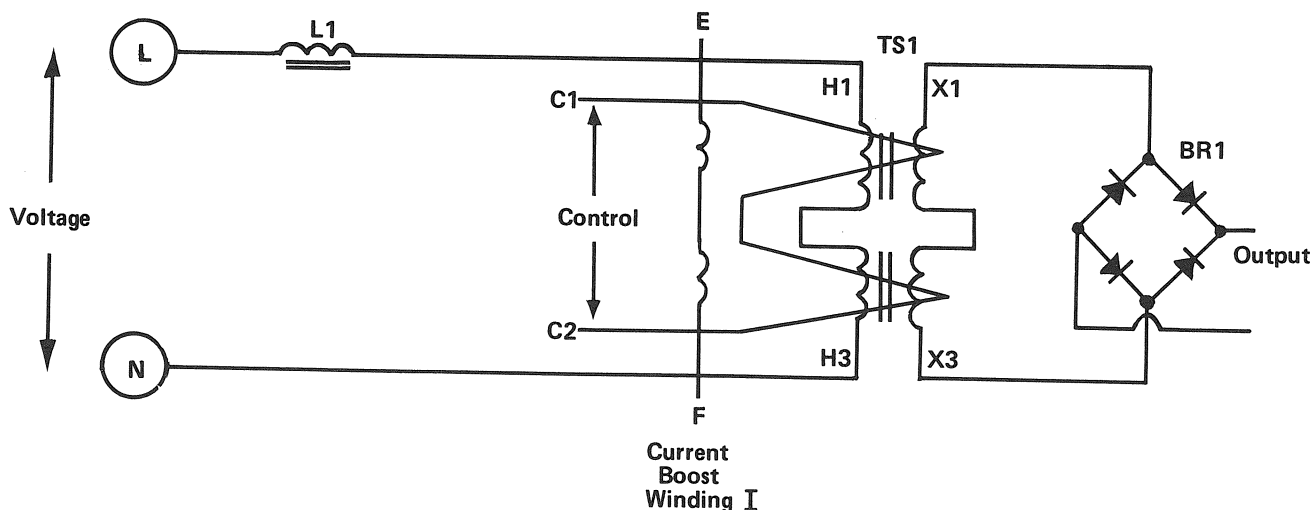 L1
E
TS1
L
H1
X1
C1
BR1
Voltage
Control
Output
C2
N
H3
X3
F
Current
Boost
Winding I